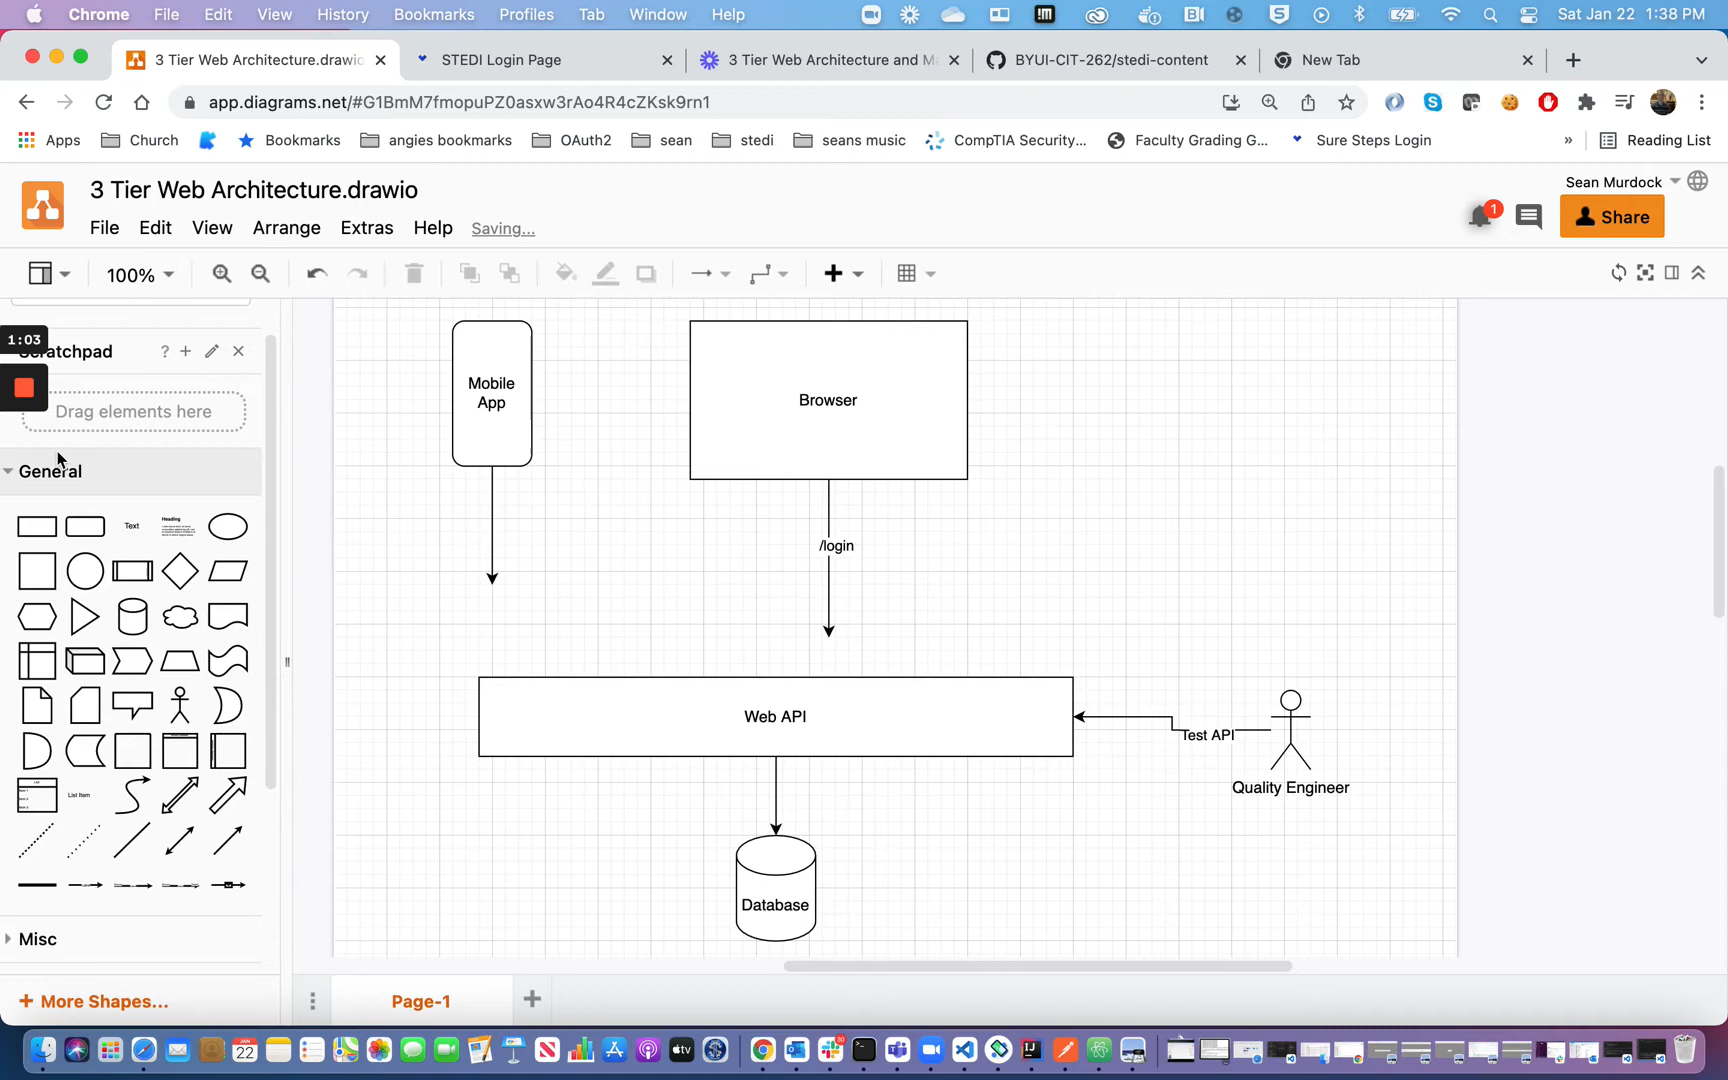 Chrome File Edit View History Bookmarks Profiles Tab Window Help Sat Jan 22 1:38 PM
3 Tier Web Architecture.drawio STEDI Login Page 3 Tier Web Architecture and M BYUI-CIT-262/stedi-content New Tab
app.diagrams.net/#G1BmM7fmopuPZ0asxw3rAo4R4cZKsk9rn1
Apps Church Bookmarks angies bookmarks OAuth2 sean stedi seans music CompTIA Security... Faculty Grading G... Sure Steps Login » Reading List
3 Tier Web Architecture.drawio
Sean Murdock
File Edit View Arrange Extras Help Saving...
1
Share
100%
1:03
Scratchpad ?
Drag elements here
General
Text
Heading
List Item
Misc
+ More Shapes...
Mobile
App
Browser
/login
Web API
Test API
Quality Engineer
Database
Page-1
JAN
22
tv